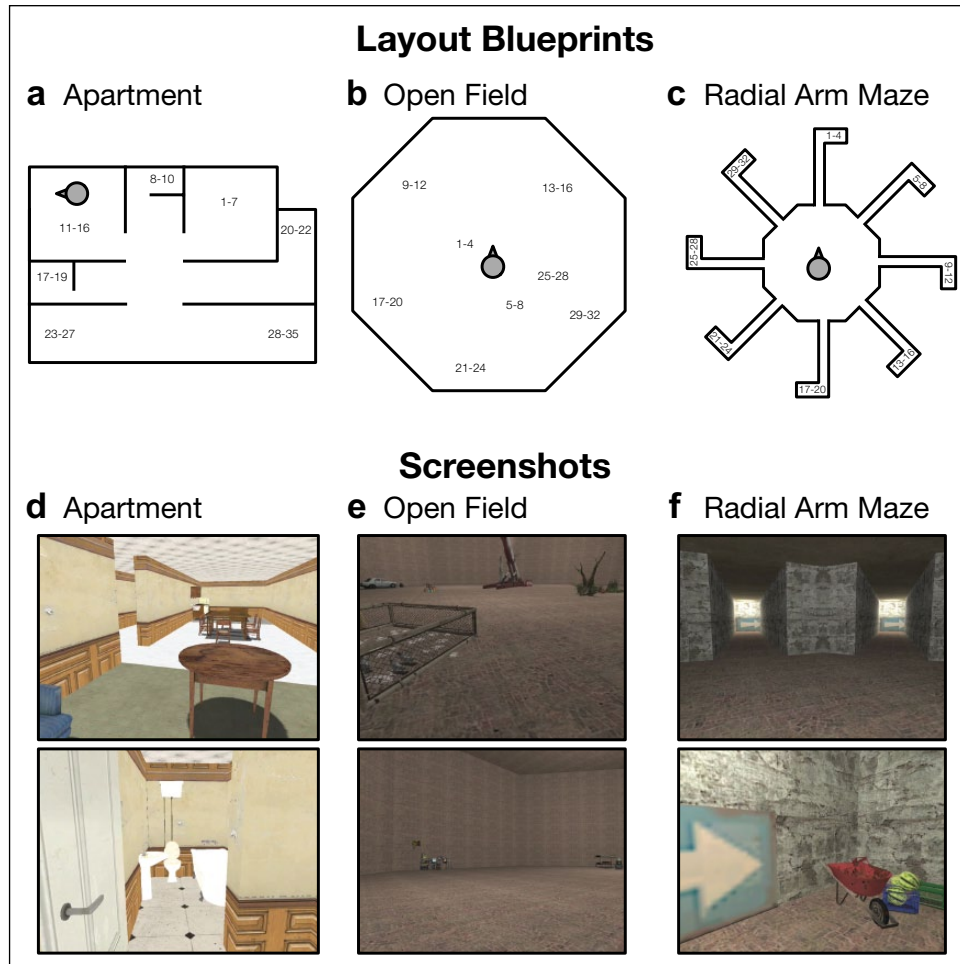 Layout Blueprints
a Apartment
b Open Field
c Radial Arm Maze
8-10
1-7
11-16
20-22
17-19
23-27
28-35
9-12
13-16
1-4
25-28
17-20
5-8
29-32
21-24
1-4
29-32
5-8
25-28
9-12
21-24
13-16
17-20
Screenshots
d Apartment
e Open Field
f Radial Arm Maze